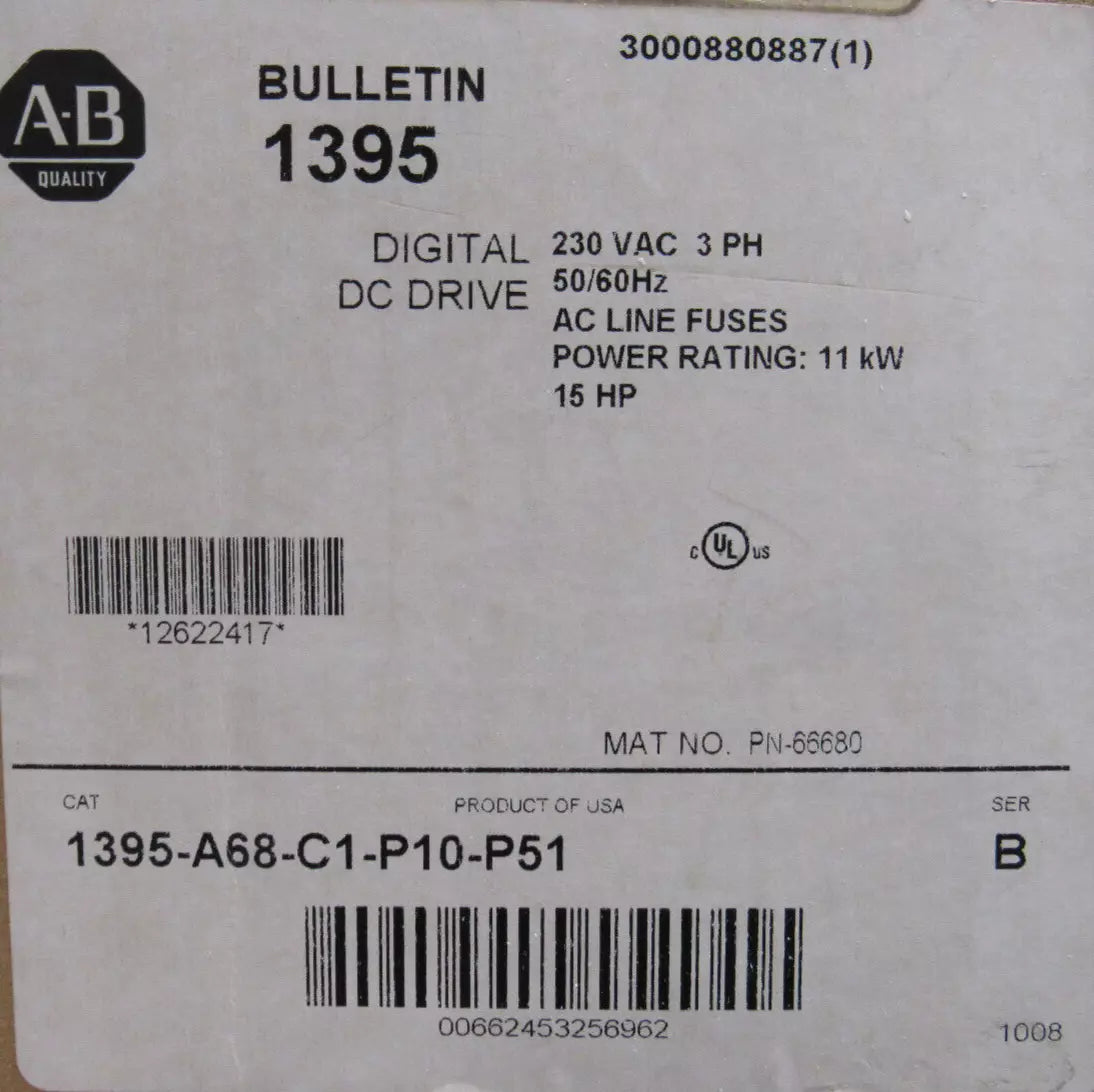 3000880887(1)
A-B
QUALITY
BULLETIN
1395
DIGITAL
DC DRIVE
230 VAC 3 PH
50/60Hz
AC LINE FUSES
POWER RATING: 11 kW
15 HP
C UL US
*12622417*
MAT NO. PN-66680
CAT
PRODUCT OF USA
SER
1395-A68-C1-P10-P51
B
00662453256962
1008